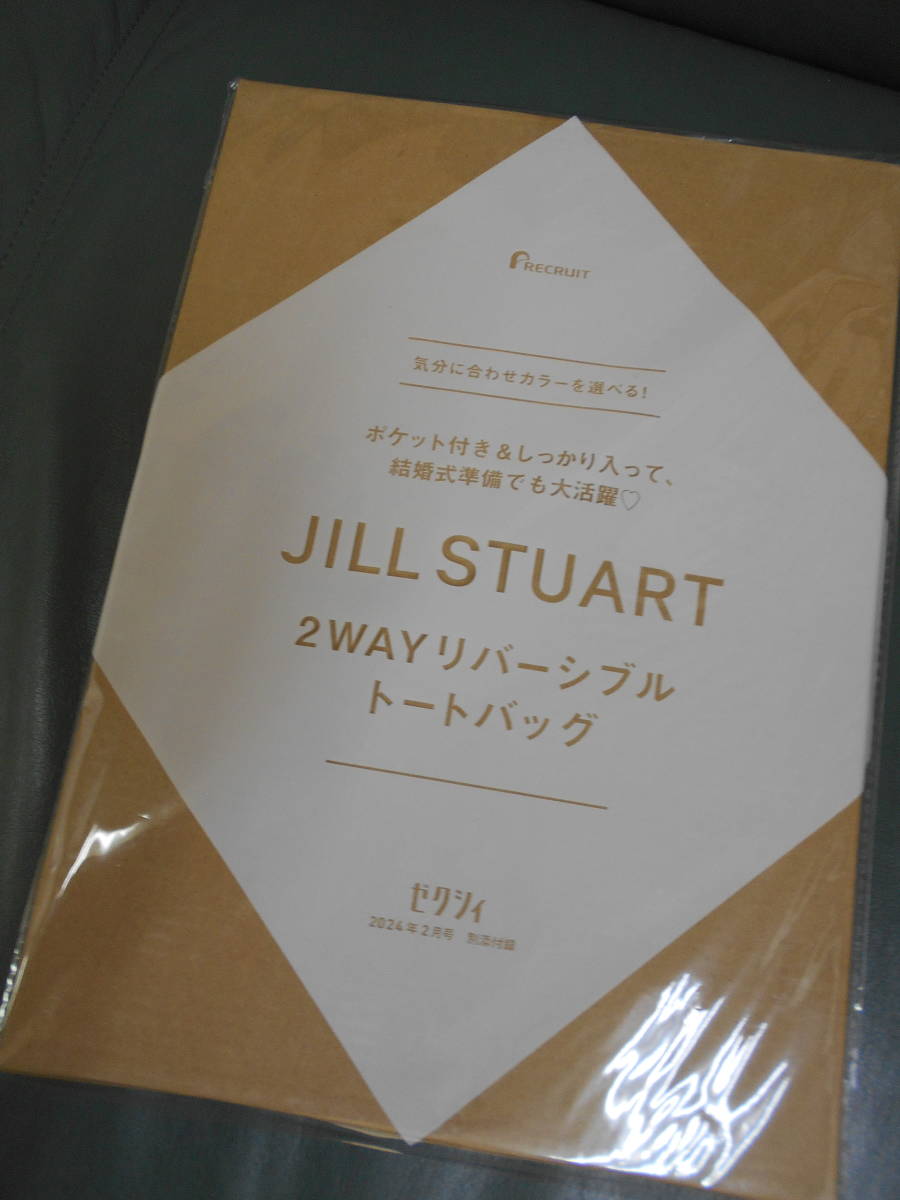 RECRUIT
気分に合わせカラーを選べる!
ポケット付き&しっかり入って、
結婚式準備でも大活躍♡
JILL STUART
2WAYリバーシブル
トートバッグ
ゼクシィ
2024年2月号 別添付録